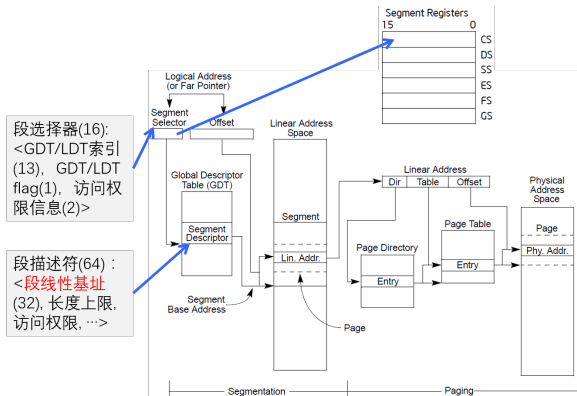 Segment Registers
15 0
CS
DS
SS
ES
FS
GS
Logical Address
(or Far Pointer)
Segment
Selector
Offset
Linear Address
Space
段选择器(16):
<GDT/LDT索引
(13), GDT/LDT
flag(1), 访问权
限信息(2)>
Global Descriptor
Table (GDT)
Segment
Descriptor
Segment
Lin. Addr.
Linear Address
Dir Table Offset
Physical
Address
Space
Page Table
Page
Phy. Addr.
Page Directory
Entry
Entry
段描述符(64) :
<段线性基址
(32), 长度上限,
访问权限, ···>
Segment
Base Address
Page
Segmentation
Paging